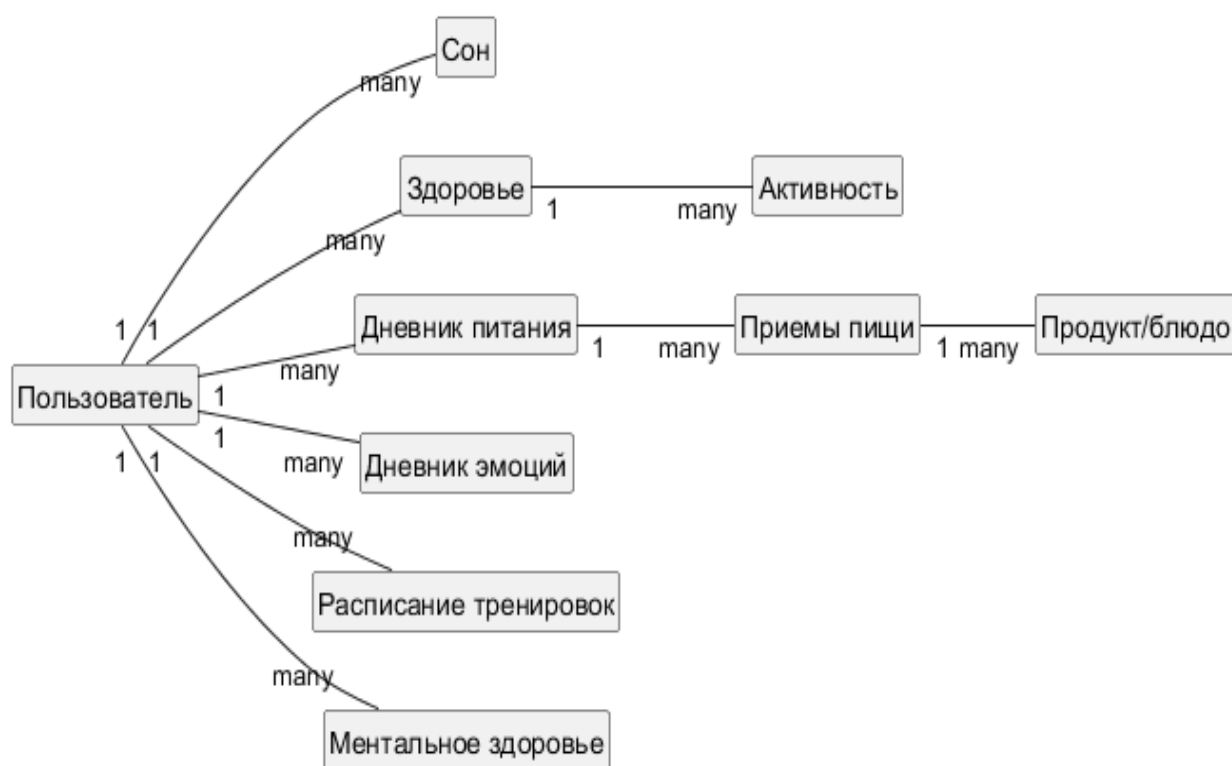 Сон
many
Здоровье
1
many
Активность
many
1
1
Дневник питания
1
many
Приемы пищи
1
many
Продукт/блюдо
many
Пользователь
1
1
many
Дневник эмоций
1
1
many
Расписание тренировок
many
Ментальное здоровье